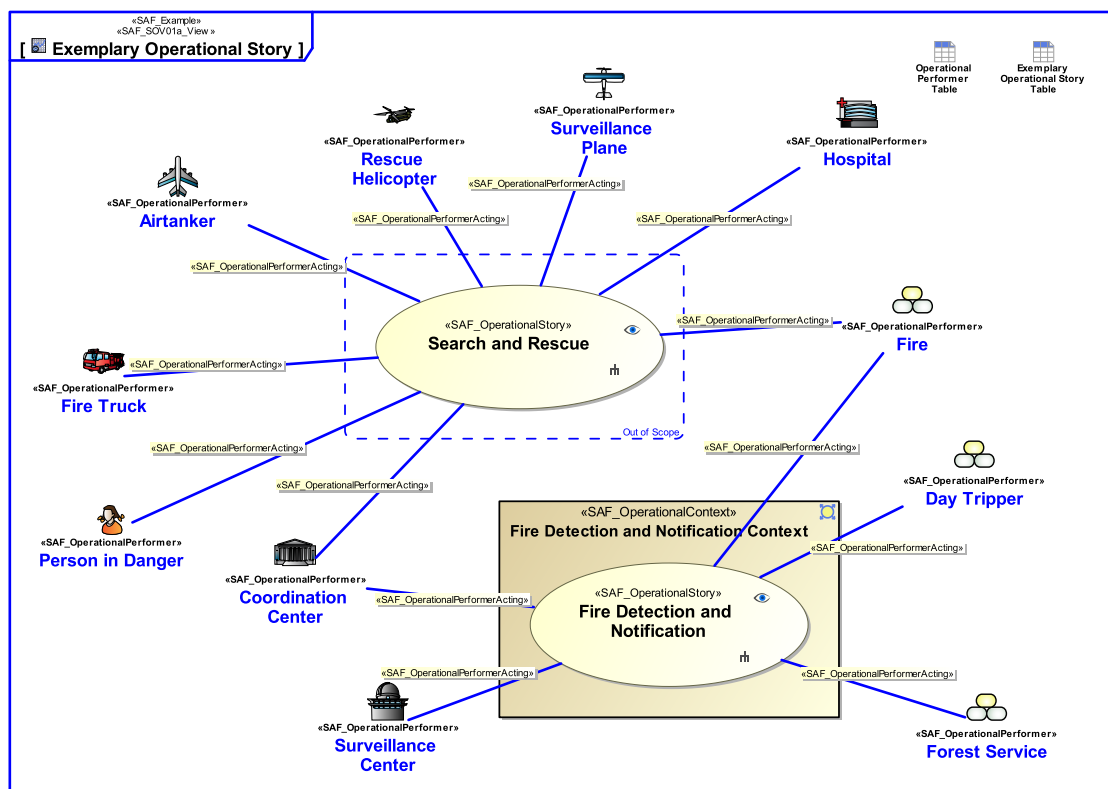 «SAF_Example»
«SAF_SOV01a_View»
[ Exemplary Operational Story ]
Operational
Performer
Table
Exemplary
Operational Story
Table
«SAF_OperationalPerformer»
Surveillance
Plane
«SAF_OperationalPerformer»
Rescue
Helicopter
«SAF_OperationalPerformer»
Hospital
«SAF_OperationalPerformer»
Airtanker
«SAF_OperationalPerformerActing»
«SAF_OperationalPerformerActing»
«SAF_OperationalPerformerActing»
«SAF_OperationalPerformerActing»
«SAF_OperationalStory»
Search and Rescue
Out of Scope
«SAF_OperationalPerformerActing»
«SAF_OperationalPerformer»
Fire
«SAF_OperationalPerformerActing»
«SAF_OperationalPerformer»
Fire Truck
«SAF_OperationalPerformerActing»
«SAF_OperationalPerformerActing»
«SAF_OperationalPerformerActing»
«SAF_OperationalPerformer»
Day Tripper
«SAF_OperationalPerformer»
Person in Danger
«SAF_OperationalContext»
Fire Detection and Notification Context
«SAF_OperationalPerformerActing»
«SAF_OperationalPerformer»
Coordination
Center
«SAF_OperationalPerformerActing»
«SAF_OperationalStory»
Fire Detection and
Notification
«SAF_OperationalPerformerActing»
«SAF_OperationalPerformerActing»
«SAF_OperationalPerformer»
Surveillance
Center
«SAF_OperationalPerformer»
Forest Service